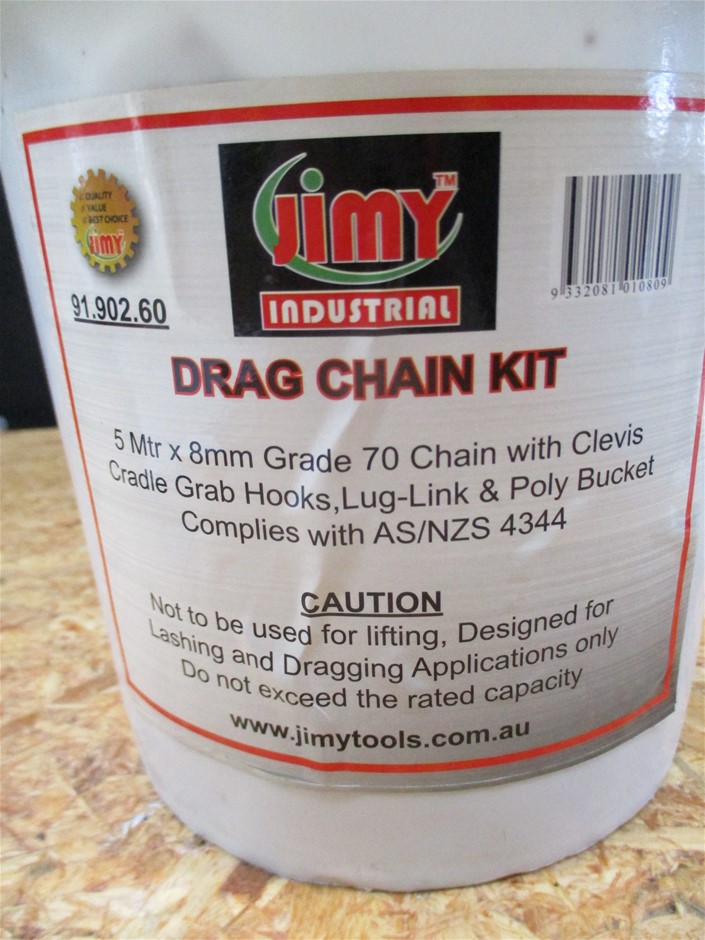 QUALITY
VALUE
BEST CHOICE
JiMY
91.902.60
JiMY™
INDUSTRIAL
9 332081 010809
DRAG CHAIN KIT
5 Mtr x 8mm Grade 70 Chain with Clevis
Cradle Grab Hooks,Lug-Link & Poly Bucket
Complies with AS/NZS 4344
CAUTION
Not to be used for lifting, Designed for
Lashing and Dragging Applications only
Do not exceed the rated capacity
www.jimytools.com.au